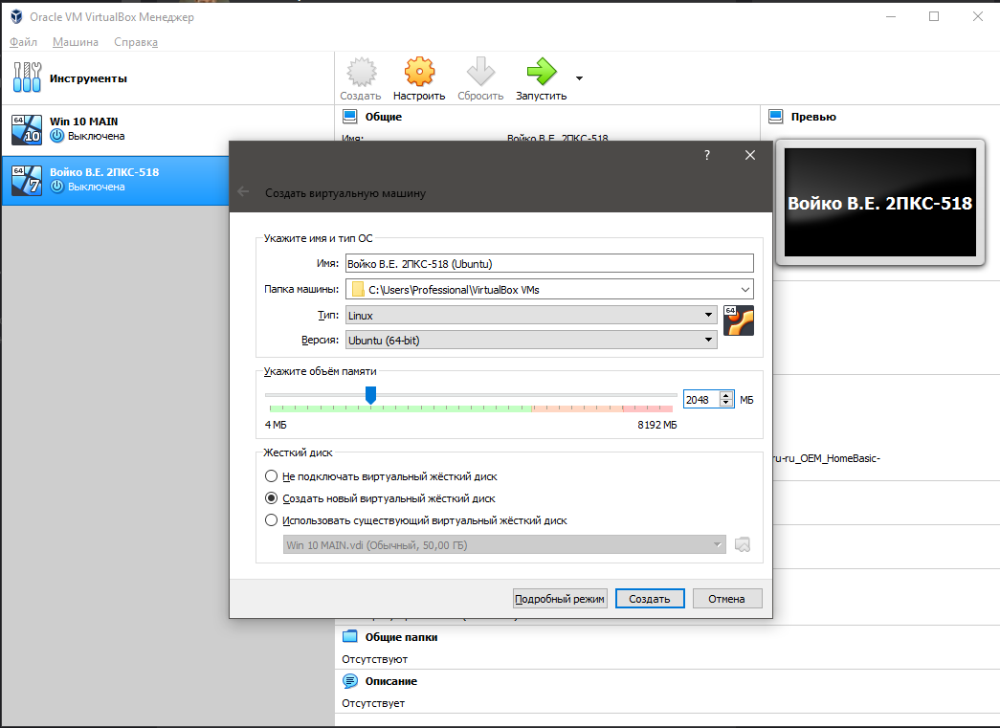 Oracle VM VirtualBox Менеджер
Файл Машина Справка
Инструменты
Создать Настроить Сбросить Запустить
64 10 Win 10 MAIN
Выключена
64 7 Войко В.Е. 2ПКС-518
Выключена
Общие
Имя: Войко В.Е. 2ПКС-518
Превью
Войко В.Е. 2ПКС-518
?
Создать виртуальную машину
Укажите имя и тип ОС
Имя: Войко В.Е. 2ПКС-518 (Ubuntu)
Папка машины: C:\Users\Professional\VirtualBox VMs
Тип: Linux
64
Версия: Ubuntu (64-bit)
Укажите объём памяти
2048 МБ
4 МБ 8192 МБ
Жесткий диск
Не подключать виртуальный жёсткий диск
Создать новый виртуальный жёсткий диск
Использовать существующий виртуальный жёсткий диск
Win 10 MAIN.vdi (Обычный, 50,00 ГБ)
Подробный режим Создать Отмена
ru-ru_OEM_HomeBasic-
Общие папки
Отсутствуют
Описание
Отсутствует